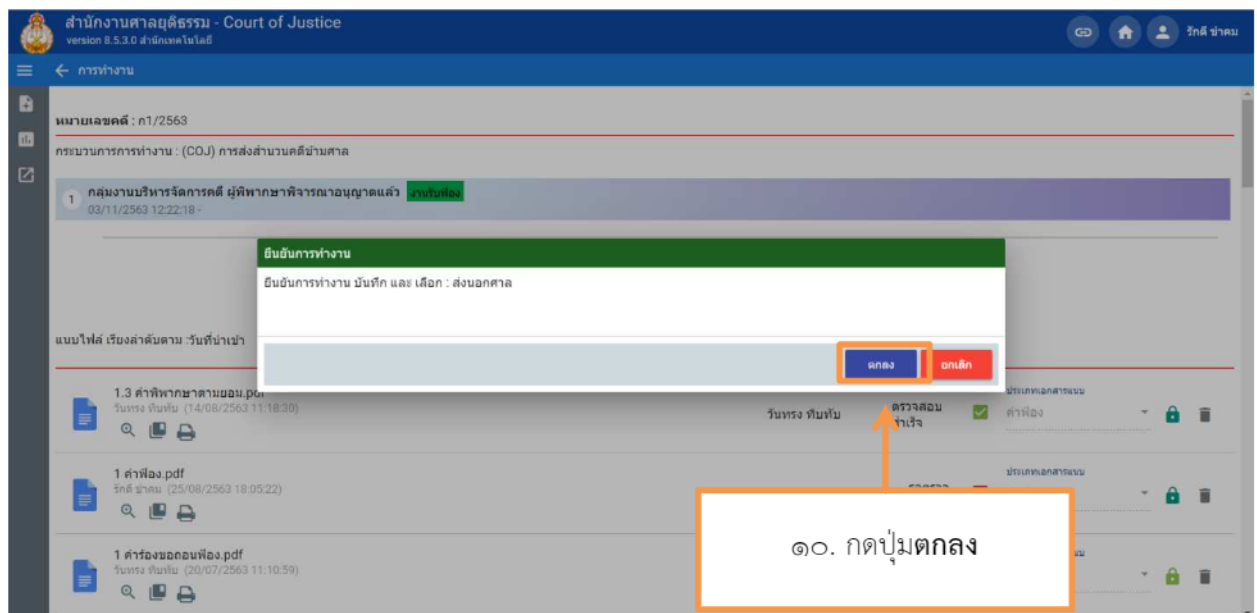 สำนักงานศาลยุติธรรม - Court of Justice
version 8.5.3.0 สำนักเทคโนโลยี
รักดี ขำคม
การทำงาน
หมายเลขคดี : ก1/2563
กระบวนการการทำงาน : (COJ) การส่งสำนวนคดีข้ามศาล
1 กลุ่มงานบริหารจัดการคดี ผู้พิพากษาพิจารณาอนุญาตแล้ว งานรับฟ้อง
03/11/2563 12:22:18 -
ยืนยันการทำงาน
ยืนยันการทำงาน บันทึก และ เลือก : ส่งนอกศาล
แนบไฟล์ เรียงลำดับตาม :วันที่นำเข้า
ตกลง ยกเลิก
1.3 คำพิพากษาตามยอม.pdf
วันทรง ทับทับ (14/08/2563 11:18:30)
วันทรง ทับทับ
ตรวจสอบ
สำเร็จ
ประเภทเอกสารแนบ
คำฟ้อง
1 คำฟ้อง.pdf
รักดี ขำคม (25/08/2563 18:05:22)
ประเภทเอกสารแนบ
๑๐. กดปุ่มตกลง
1 คำร้องขอถอนฟ้อง.pdf
วันทรง ทับทับ (20/07/2563 11:10:59)